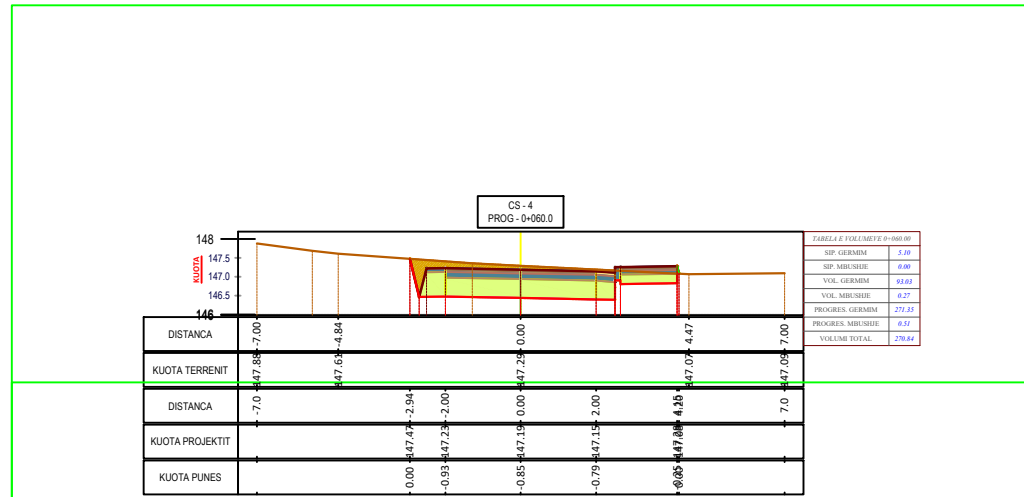 CS - 4
PROG - 0+060.0
148
147.5
147.0
146.5
146
KUOTA
TABELA E VOLUMEVE 0+060.00
SIP. GERMIM 5.10
SIP. MBUSHJE 0.00
VOL. GERMIM 93.03
VOL. MBUSHJE 0.27
PROGRES. GERMIM 271.35
PROGRES. MBUSHJE 0.51
VOLUMI TOTAL 270.84
DISTANCA -7.00 -4.84 0.00 4.47 7.00
KUOTA TERRENIT 147.88 147.61 147.29 147.07 147.09
DISTANCA -7.0 -2.94 -2.00 0.00 2.00 4.15 4.20 7.0
KUOTA PROJEKTIT 147.47 147.23 147.19 147.15
KUOTA PUNES 0.00 -0.93 -0.85 -0.79